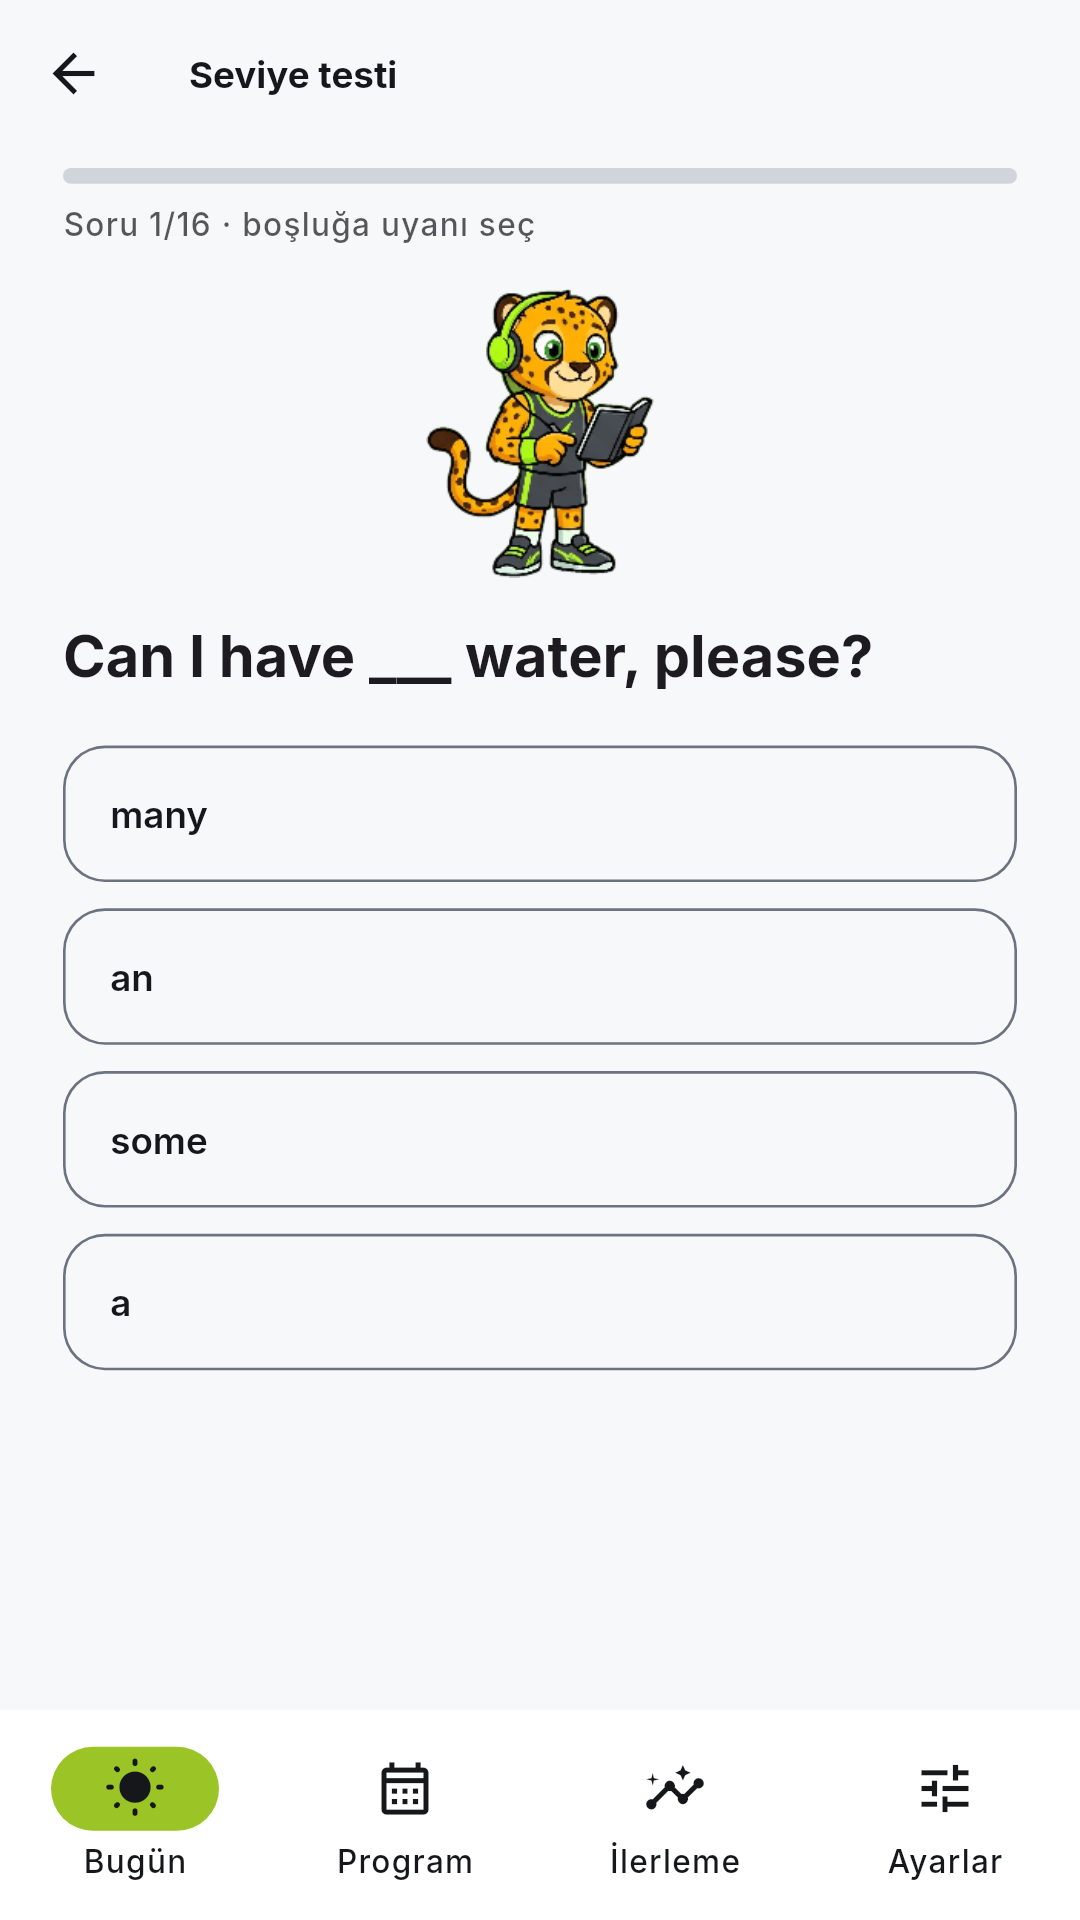 Seviye testi
Soru 1/16 · boşluğa uyanı seç
Can I have ___ water, please?
many
an
some
a
Bugün
Program
İlerleme
Ayarlar